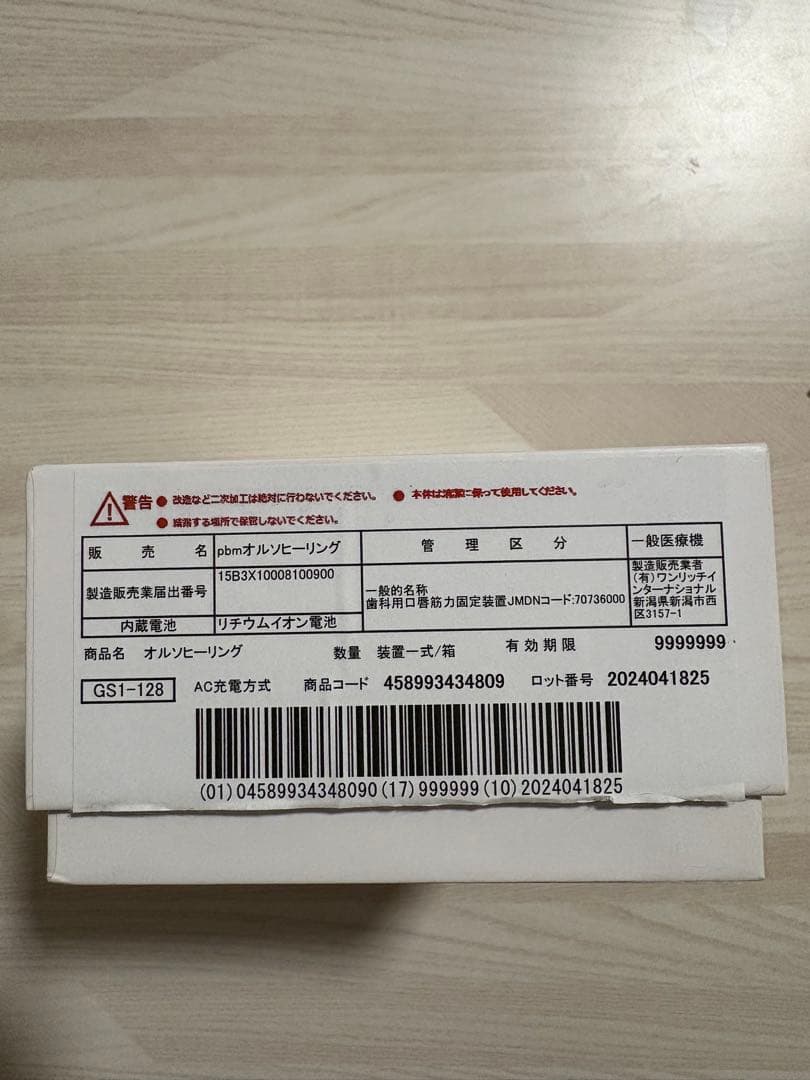 警告 ● 改造など二次加工は絶対に行わないでください。 ● 本体は清潔に保って使用してください。
● 結露する場所で保管しないでください。
販売名 pbmオルソヒーリング 管理区分 一般医療機
製造販売業届出番号 15B3X10008100900
一般的名称
歯科用口唇筋力固定装置JMDNコード:70736000
製造販売業者
(有)ワンリッチイ
ンターナショナル
新潟県新潟市西
区3157-1
内蔵電池 リチウムイオン電池
商品名 オルソヒーリング 数量 装置一式/箱 有効期限 9999999
GS1-128 AC充電方式 商品コード 458993434809 ロット番号 2024041825
(01)04589934348090(17)999999(10)2024041825